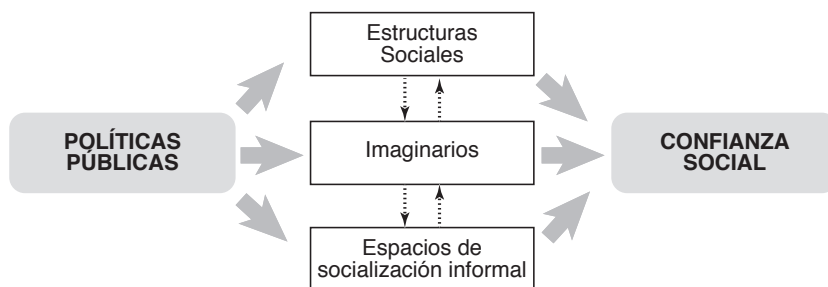 Estructuras
Sociales
POLÍTICAS
PÚBLICAS
Imaginarios
CONFIANZA
SOCIAL
Espacios de
socialización informal